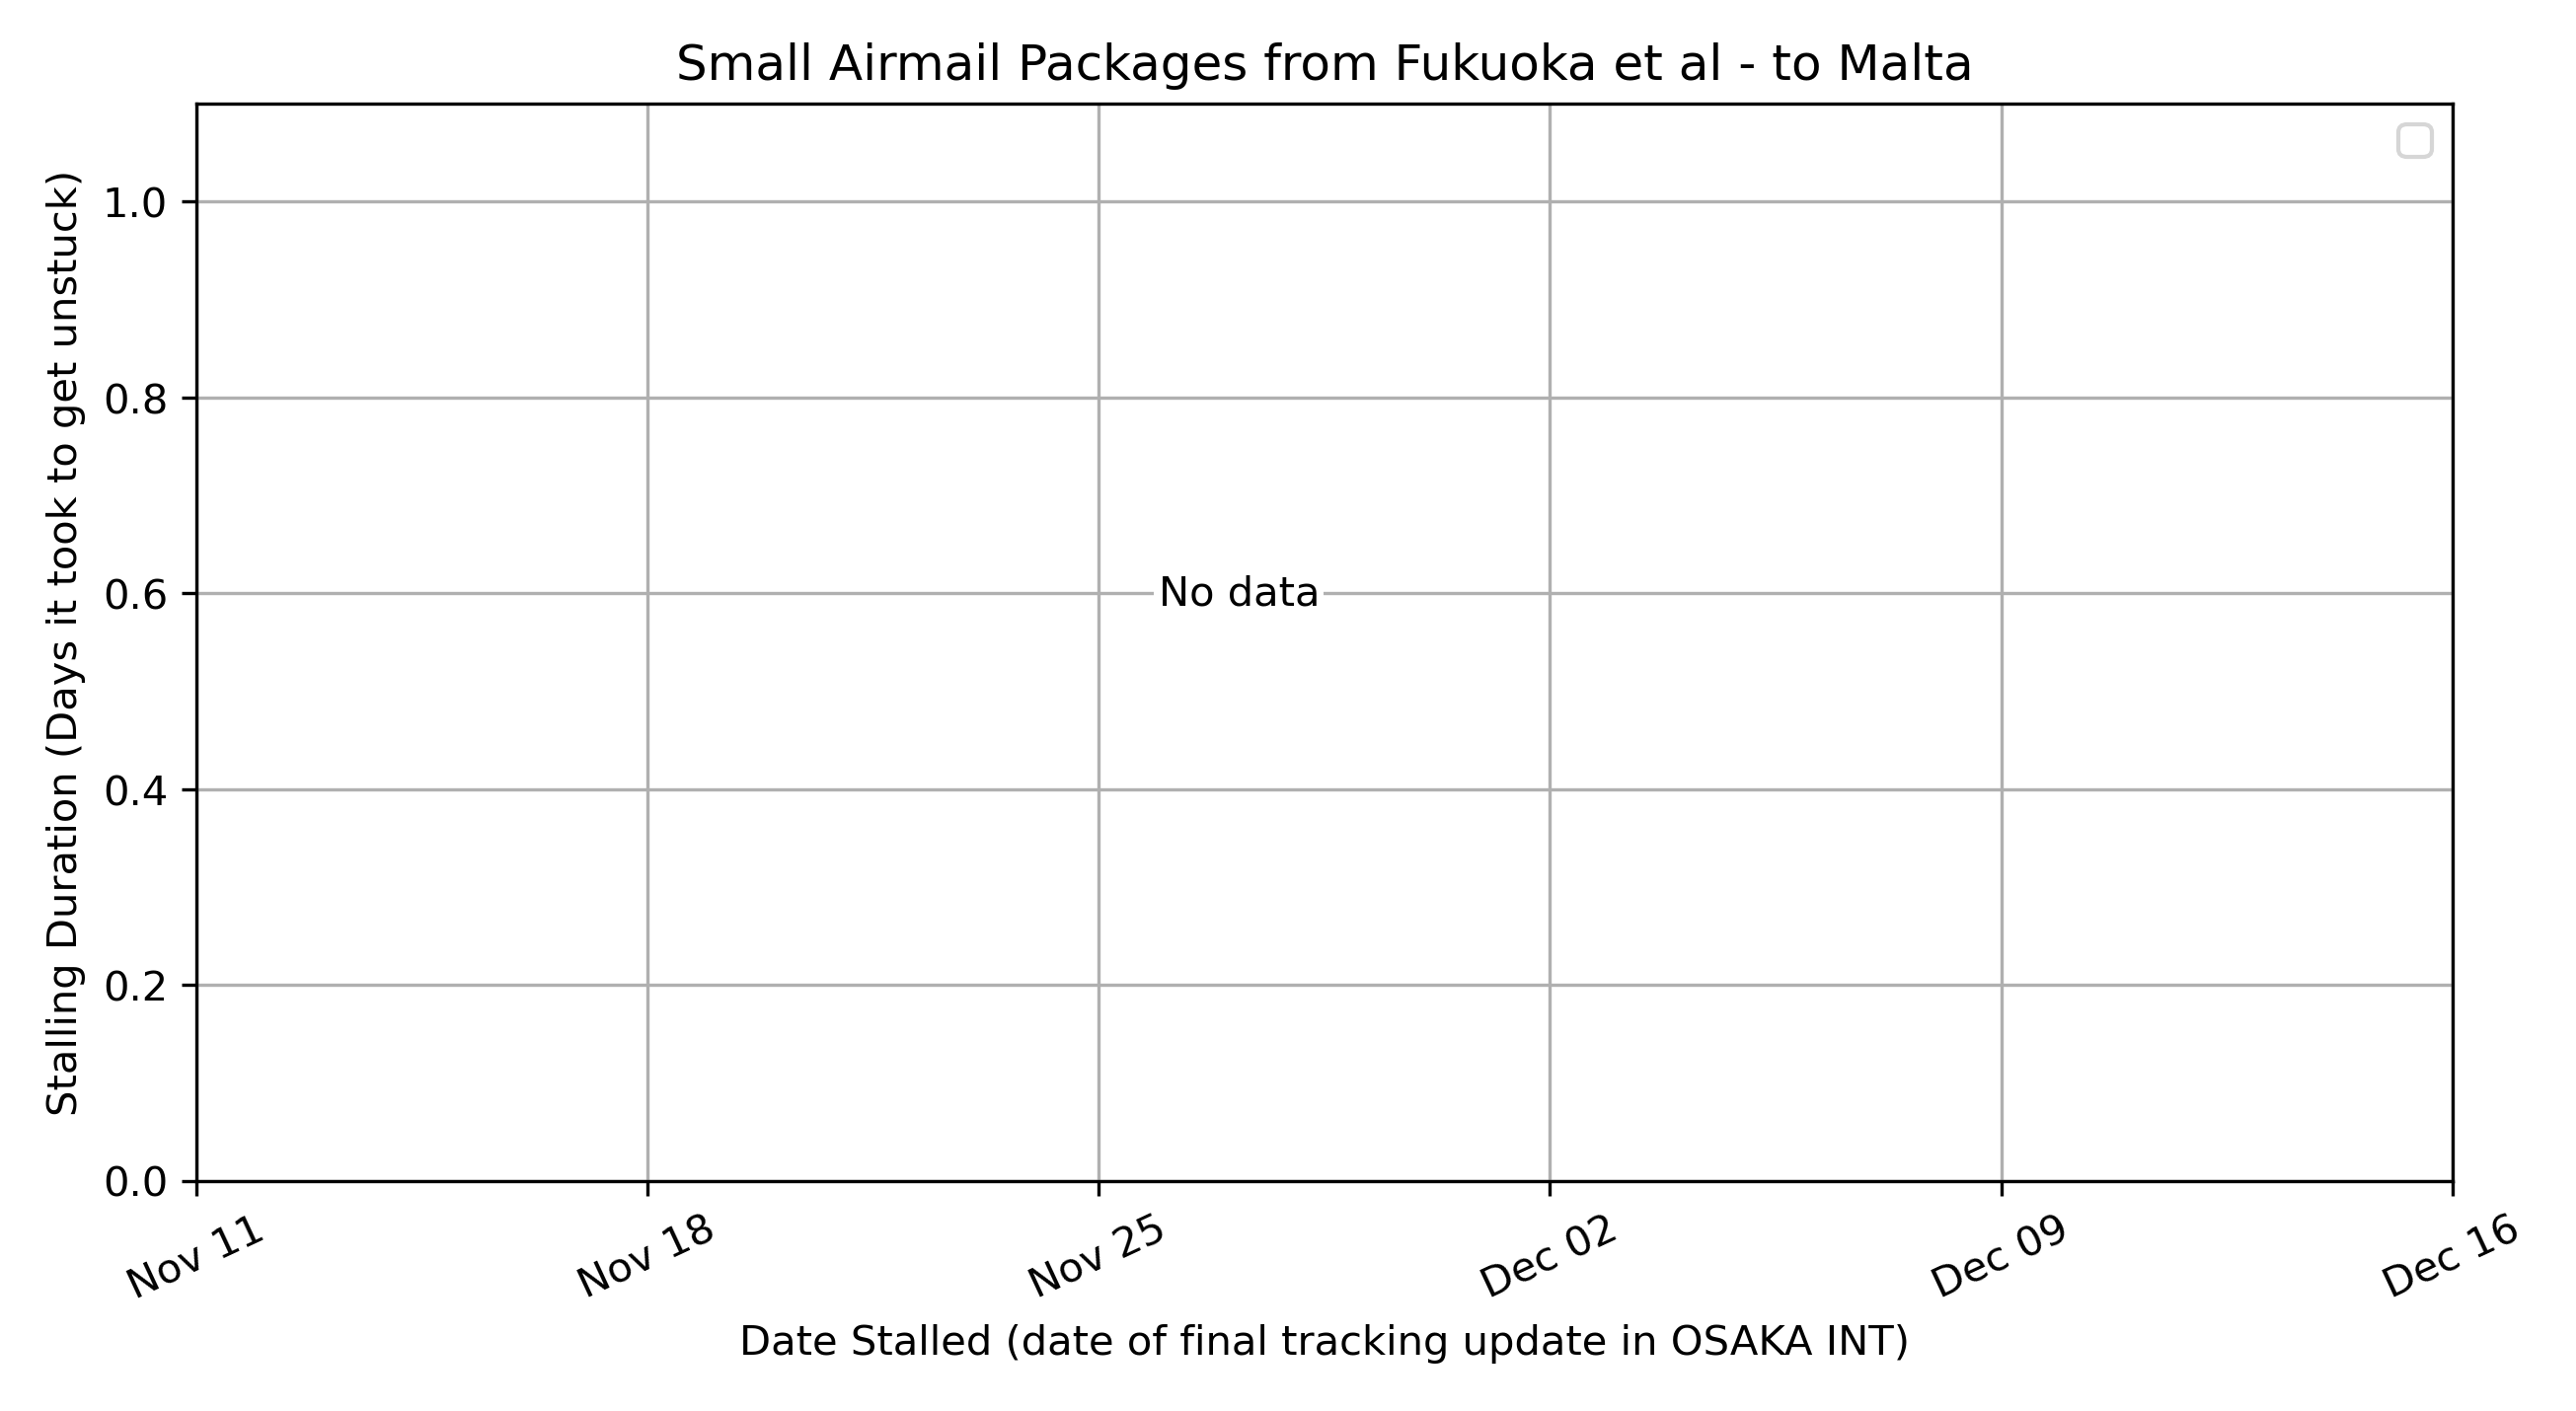 Small Airmail Packages from Fukuoka et al - to Malta
Stalling Duration (Days it took to get unstuck)
1.0
0.8
0.6
0.4
0.2
0.0
No data
Nov 11
Nov 18
Nov 25
Dec 02
Dec 09
Dec 16
Date Stalled (date of final tracking update in OSAKA INT)